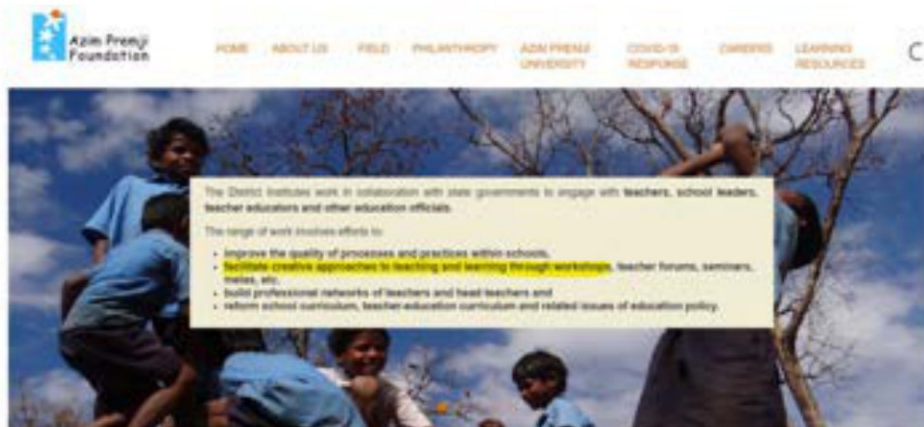 Azim Premji
Foundation
HOME ABOUT US FIELD PHILANTHROPY AZIM PREMJI COVID-19 CAREERS LEARNING
UNIVERSITY RESPONSE RESOURCES
The District Institutes work in collaboration with state governments to engage with teachers, school leaders,
teacher educators and other education officials.
The range of work involves efforts to:
• improve the quality of processes and practices within schools,
• facilitate creative approaches to teaching and learning through workshops, teacher forums, seminars,
melas, etc.
• build professional networks of teachers and head teachers and
• reform school curriculum, teacher education curriculum and related issues of education policy.